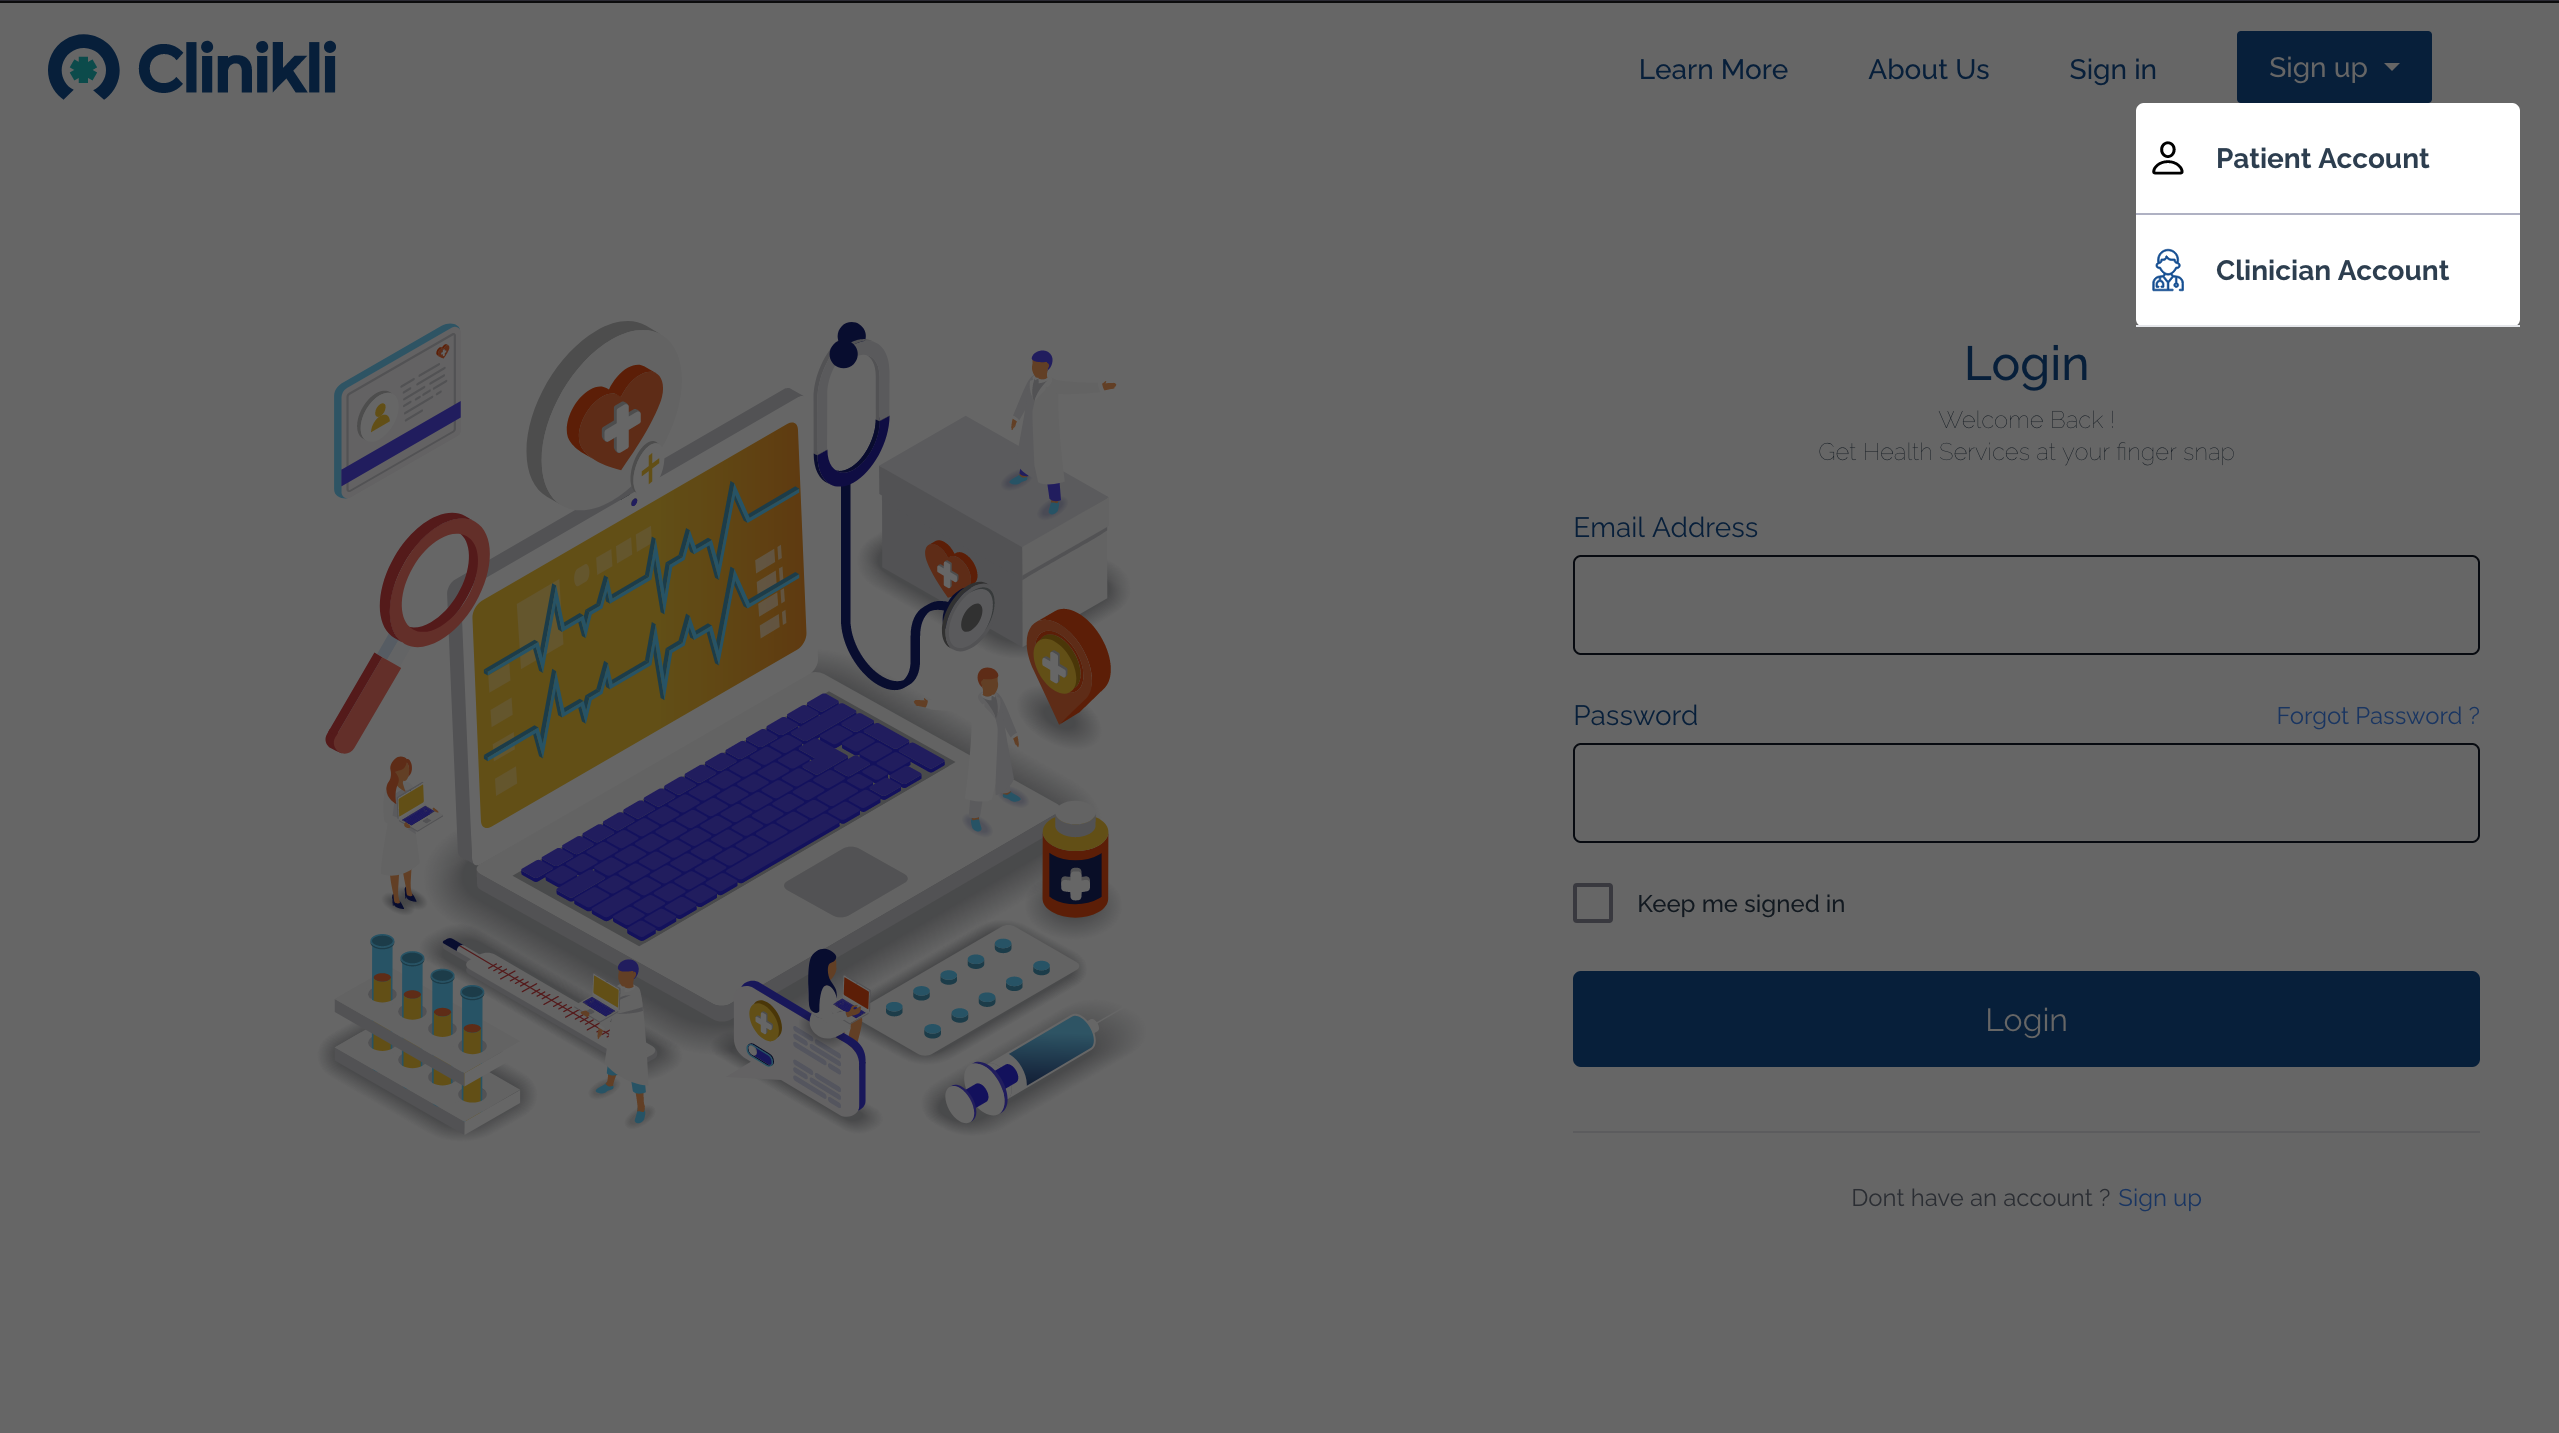 Clinikli
Learn More
About Us
Sign in
Sign up
Patient Account
Clinician Account
Login
Welcome Back !
Get Health Services at your finger snap
Email Address
Password
Forgot Password ?
Keep me signed in
Login
Dont have an account ? Sign up